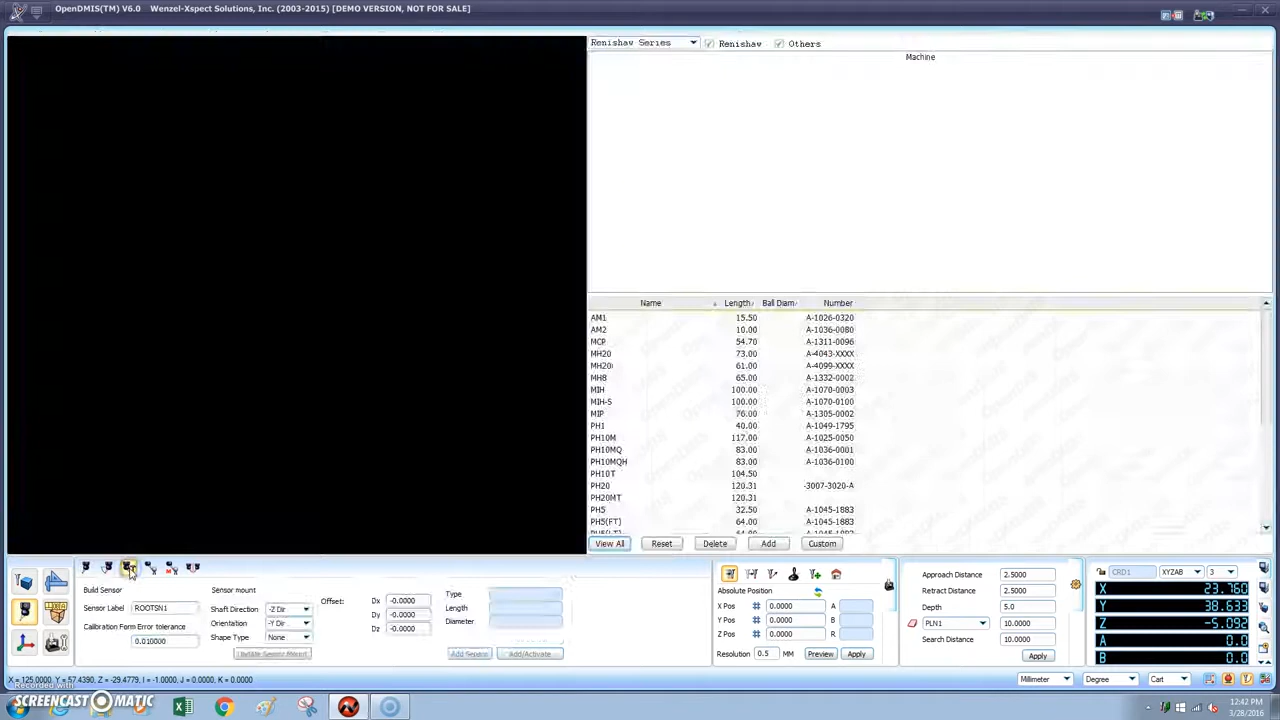 OpenDMIS(TM) V6.0 Wenzel-Xspect Solutions, Inc. (2003-2015) [DEMO VERSION, NOT FOR SALE]
Renishaw Series Renishaw Others
Machine
Name Length Ball Diam Number
AM1 15.50 A-1026-0320
AM2 10.00 A-1036-0080
MCP 54.70 A-1311-0096
MH20 73.00 A-4043-XXXX
MH20i 61.00 A-4099-XXXX
MH8 65.00 A-1332-0002
MIH 100.00 A-1070-0003
MIH-S 100.00 A-1070-0100
MIP 76.00 A-1305-0002
PH1 40.00 A-1049-1795
PH10M 117.00 A-1025-0050
PH10MQ 83.00 A-1036-0001
PH10MQH 83.00 A-1036-0100
PH10T 104.50
PH20 120.31 -3007-3020-A
PH20MT 120.31
PH5 32.50 A-1045-1883
PH5(FT) 64.00 A-1045-1883
View All Reset Delete Add Custom
Build Sensor
Sensor Label ROOTSN1
Calibration Form Error tolerance
0.010000
Sensor mount
Shaft Direction -Z Dir
Orientation -Y Dir
Shape Type None
Update Sensor Mount
Offset:
Dx -0.0000
Dy -0.0000
Dz -0.0000
Type
Length
Diameter
Add Sensor Add/Activate
Absolute Position
X Pos 0.0000 A
Y Pos 0.0000 B
Z Pos 0.0000 R
Resolution 0.5 MM Preview Apply
Approach Distance 2.5000
Retract Distance 2.5000
Depth 5.0
PLN1 10.0000
Search Distance 10.0000
Apply
CRD1 XYZAB 3
X 23.760
Y 38.633
Z -5.092
A 0.0
B 0.0
X = 125.0000, Y = 57.4390, Z = -29.4779, I = -1.0000, J = 0.0000, K = 0.0000
Millimeter Degree Cart
Recorded with
SCREENCAST MATIC
12:42 PM
3/28/2016